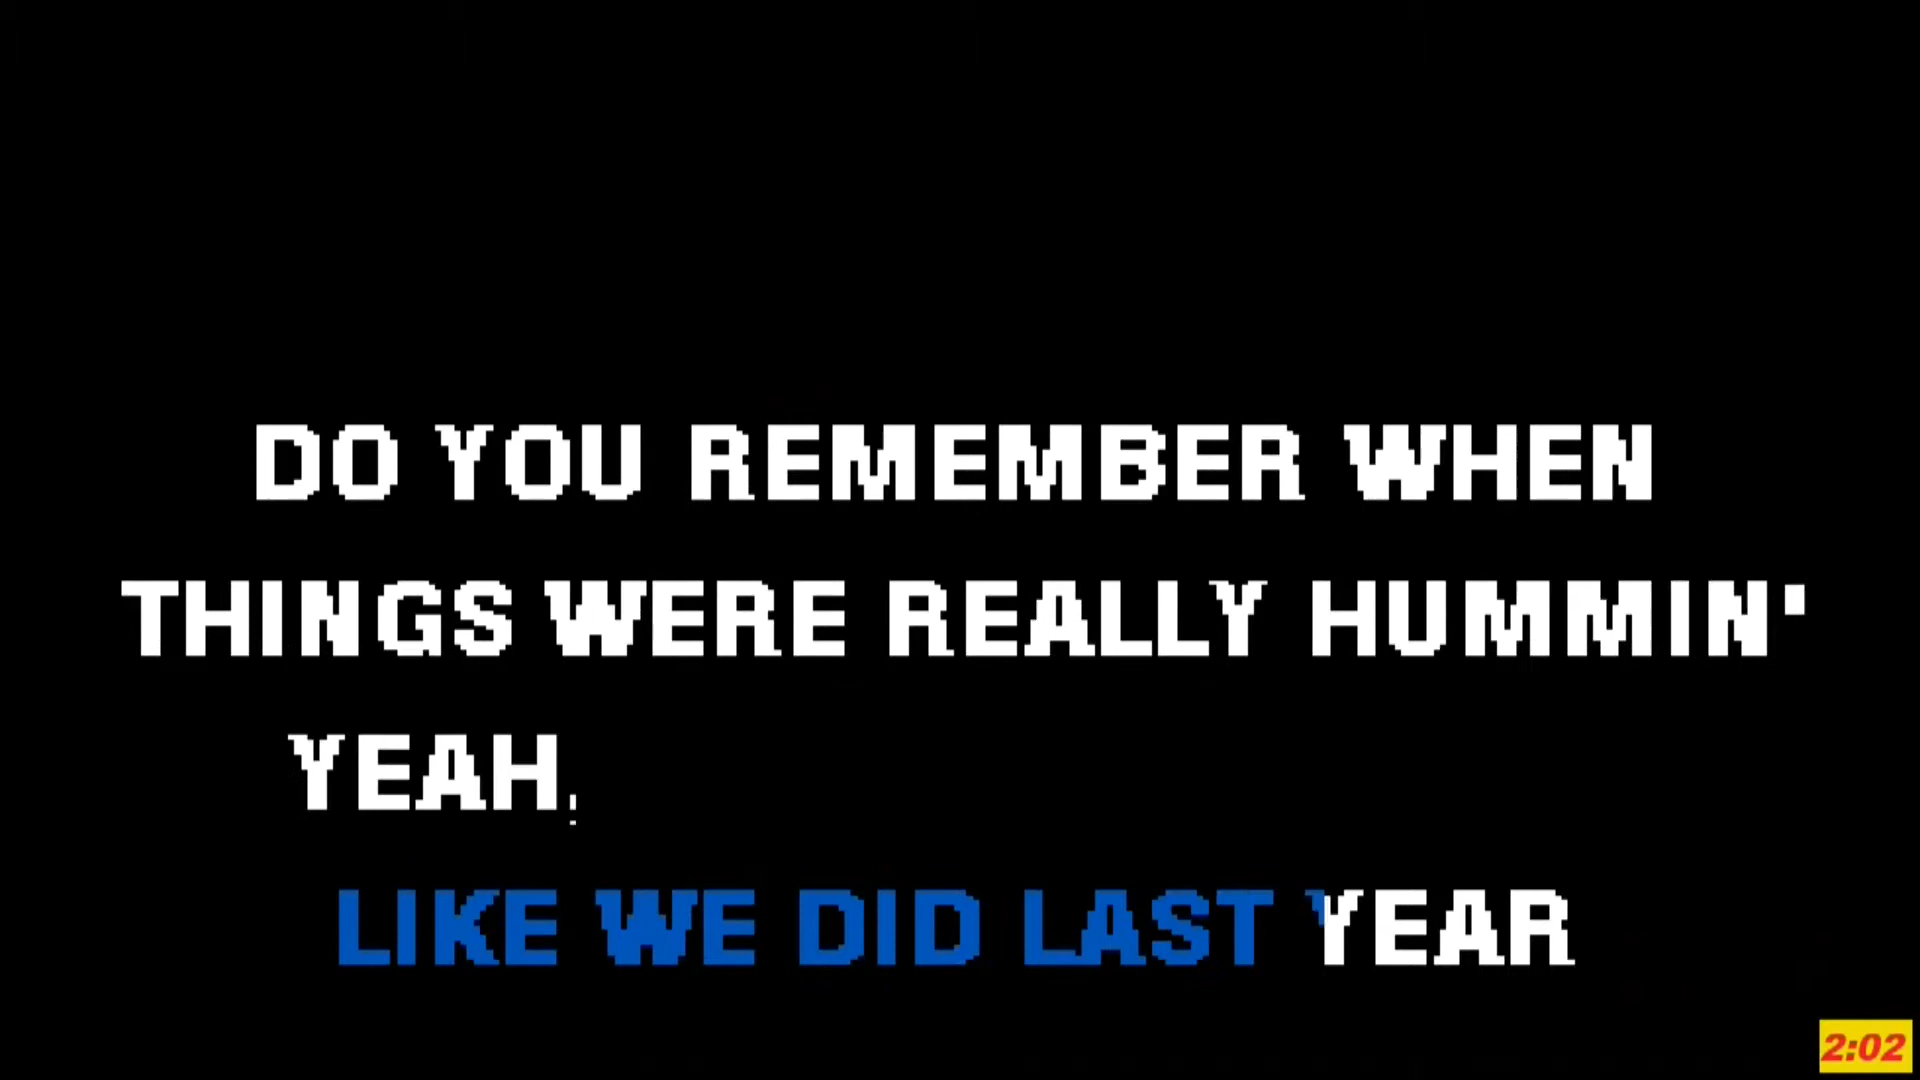 DO YOU REMEMBER WHEN
THINGS WERE REALLY HUMMIN'
YEAH,
LIKE WE DID LAST YEAR
2:02